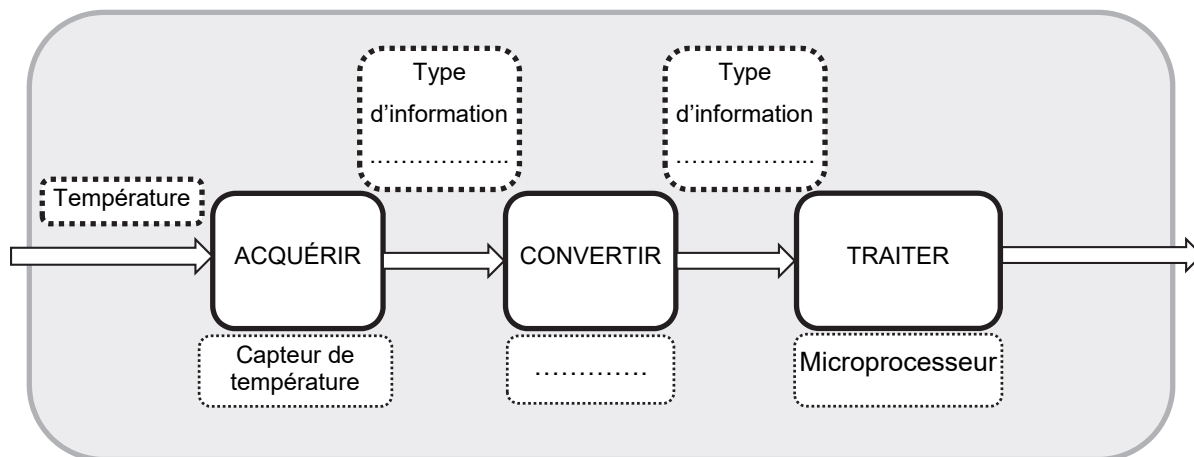 Type
d’information
………………..
Type
d’information
………………...
Température
ACQUÉRIR
CONVERTIR
TRAITER
Capteur de
température
………….
Microprocesseur